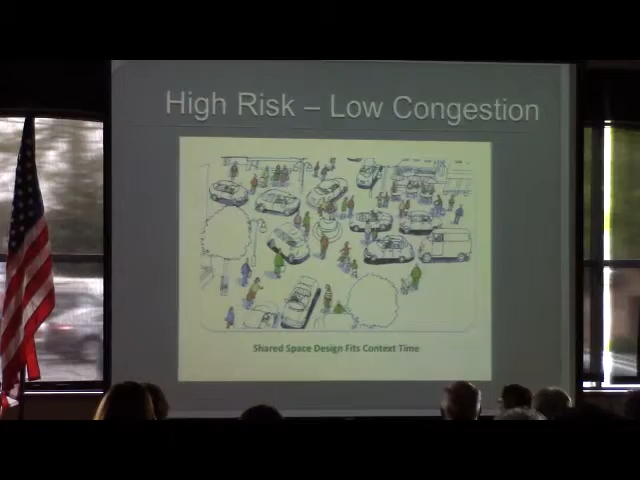 High Risk – Low Congestion
Shared Space Design Fits Context Time